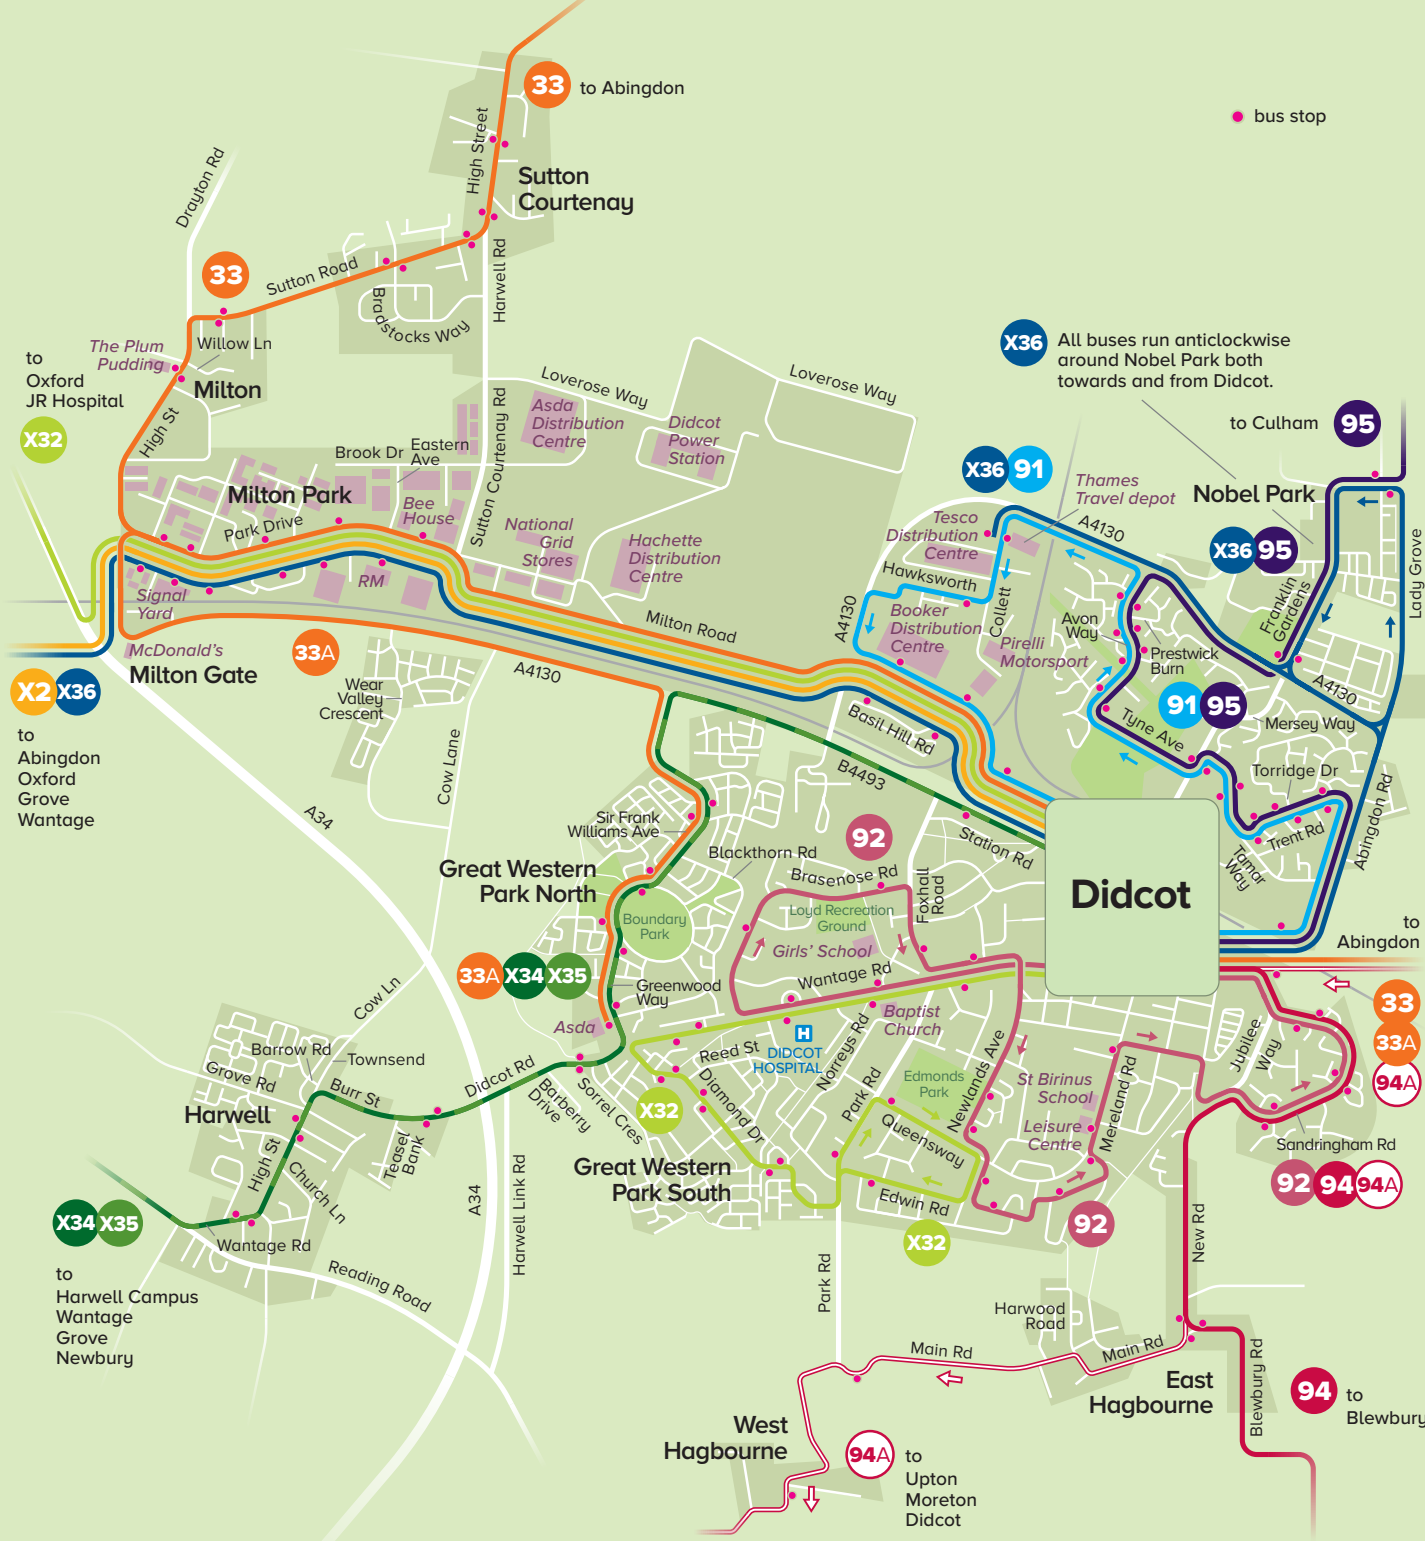 33
to Abingdon
bus stop
High Street
Sutton
Courtenay
Drayton Rd
33
Sutton Road
Harwell Rd
Bradstocks Way
The Plum
Pudding
Willow Ln
Milton
to
Oxford
JR Hospital
X32
High St
X36
All buses run anticlockwise
around Nobel Park both
towards and from Didcot.
Loverose Way
Loverose Way
Asda
Distribution
Centre
Didcot
Power
Station
Sutton Courtenay Rd
Brook Dr
Eastern
Ave
to Culham
95
X36
91
Thames
Travel depot
Nobel Park
Milton Park
Bee
House
Park Drive
National
Grid
Stores
Hachette
Distribution
Centre
Tesco
Distribution
Centre
A4130
X36
95
Lady Grove
Hawksworth
Collett
Franklin
Gardens
RM
Signal
Yard
A4130
Booker
Distribution
Centre
Avon
Way
Milton Road
Pirelli
Motorsport
Prestwick
Burn
McDonald's
Milton Gate
33A
A4130
A4130
X2
X36
Wear
Valley
Crescent
91
95
Mersey Way
Tyne Ave
Basil Hill Rd
to
Abingdon
Oxford
Grove
Wantage
Cow Lane
B4493
Torridge Dr
A34
Sir Frank
Williams Ave
92
Station Rd
Trent Rd
Tamar
Way
Abingdon Rd
Great Western
Park North
Blackthorn Rd
Brasenose Rd
Foxhall
Road
Didcot
Boundary
Park
Loyd Recreation
Ground
Girls' School
to
Abingdon
33A
X34
X35
Wantage Rd
Greenwood
Way
Cow Ln
Asda
Baptist
Church
33
33A
94A
H
DIDCOT
HOSPITAL
Norreys Rd
Newlands Ave
Jubilee
Way
Barrow Rd
Townsend
Grove Rd
Burr St
Didcot Rd
Reed St
Park Rd
Edmonds
Park
St Birinus
School
Mereland Rd
Harwell
Barberry
Drive
Sorrel Cres
X32
Diamond Dr
Queensway
Leisure
Centre
Sandringham Rd
Teasel
Bank
High St
Church Ln
Great Western
Park South
92
94
94A
X34
X35
A34
Harwell Link Rd
Edwin Rd
X32
92
New Rd
Wantage Rd
to
Harwell Campus
Wantage
Grove
Newbury
Reading Road
Park Rd
Harwood
Road
Main Rd
Main Rd
East
Hagbourne
Blewbury Rd
94
to
Blewbury
West
Hagbourne
94A
to
Upton
Moreton
Didcot